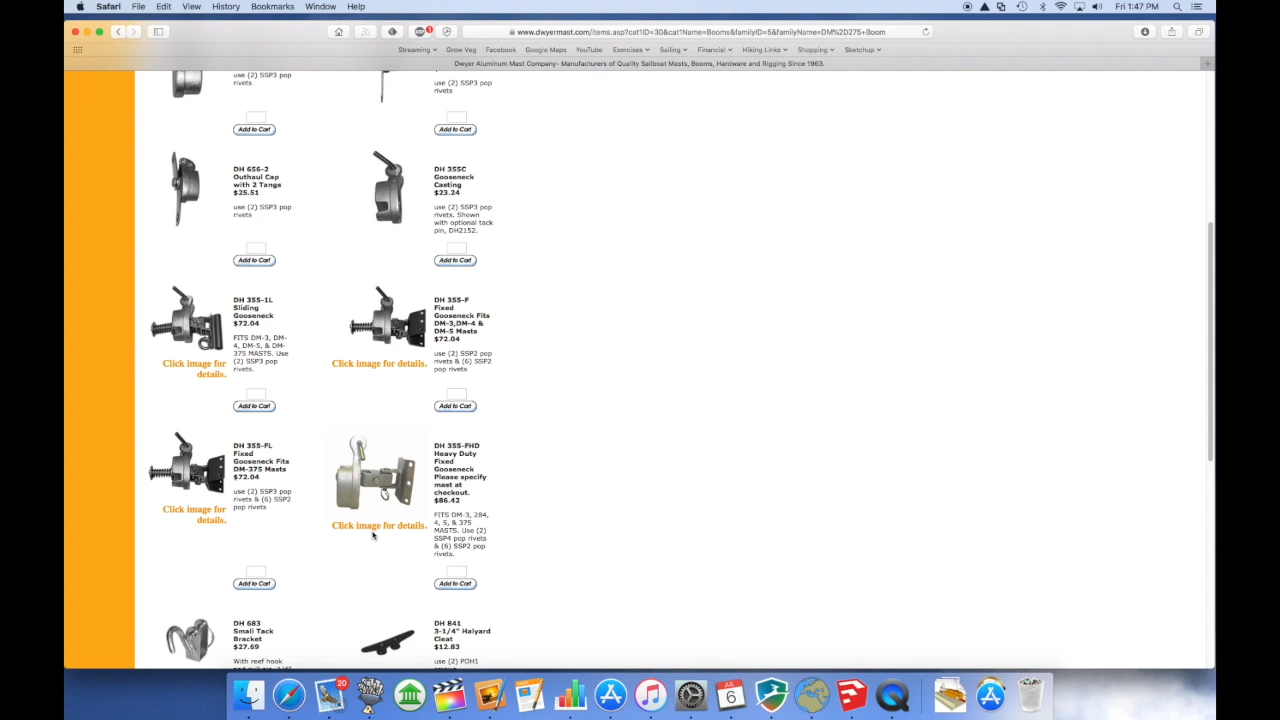 Safari File Edit View History Bookmarks Window Help Fri 1:47 PM
www.dwyermast.com/items.asp?cat1ID=30&cat1Name=Booms&familyID=5&familyName=DM%2D275+Boom
Streaming Grow Veg Facebook Google Maps YouTube Exercises Sailing Financial Hiking Links Shopping Sketchup
Dwyer Aluminum Mast Company- Manufacturers of Quality Sailboat Masts, Booms, Hardware and Rigging Since 1963.
use (2) SSP3 pop
rivets
Add to Cart
use (2) SSP3 pop
rivets
Add to Cart
DH 656-2
Outhaul Cap
with 2 Tangs
$25.51
use (2) SSP3 pop
rivets
Add to Cart
DH 355C
Gooseneck
Casting
$23.24
use (2) SSP3 pop
rivets. Shown
with optional tack
pin, DH2152.
Add to Cart
DH 355-1L
Sliding
Gooseneck
$72.04
FITS DM-3, DM-
4, DM-5, & DM-
375 MASTS. Use
(2) SSP3 pop
rivets.
Click image for
details.
Add to Cart
DH 355-F
Fixed
Gooseneck Fits
DM-3,DM-4 &
DM-5 Masts
$72.04
use (2) SSP2 pop
rivets & (6) SSP2
pop rivets
Click image for details.
Add to Cart
DH 355-FL
Fixed
Gooseneck Fits
DM-375 Masts
$72.04
use (2) SSP3 pop
rivets & (6) SSP2
pop rivets
Click image for
details.
Add to Cart
DH 355-FHD
Heavy Duty
Fixed
Gooseneck
Please specify
mast at
checkout.
$86.42
FITS DM-3, 284,
4, 5, & 375
MASTS. Use (2)
SSP4 pop rivets
& (6) SSP2 pop
rivets.
Click image for details.
Add to Cart
DH 683
Small Tack
Bracket
$27.69
With reef hook
DH 841
3-1/4" Halyard
Cleat
$12.83
use (2) POH1
20
JUL
6